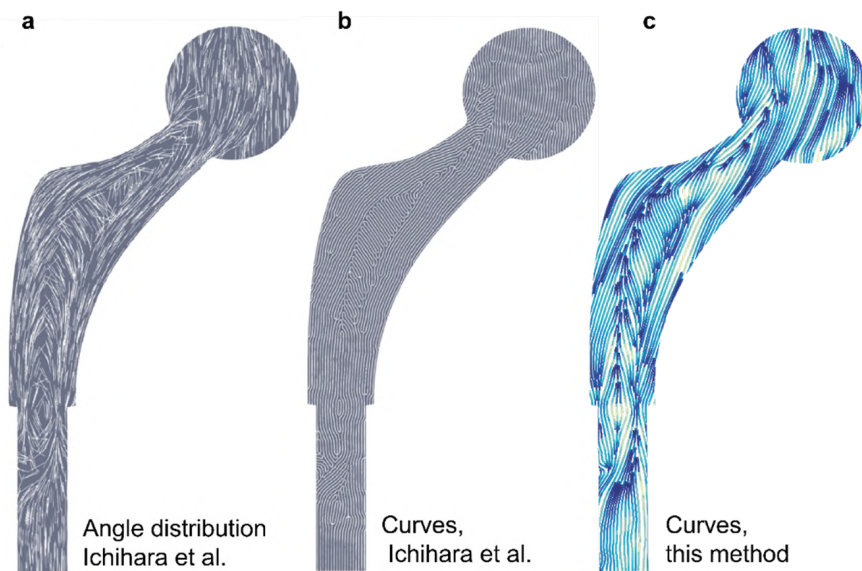 a
b
c
Angle distribution
Ichihara et al.
Curves,
Ichihara et al.
Curves,
this method